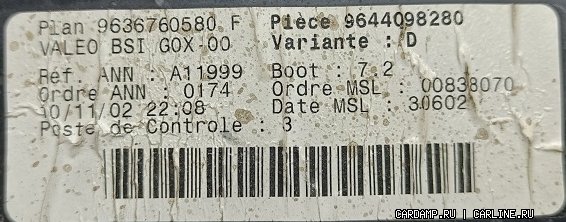 Plan 9636760580 F Pièce 9644098280
VALEO BSI G0X-00 Variante : D
Réf. ANN : A11999 Boot : 7.2
Ordre ANN : 0174 Ordre MSL : 00838070
10/11/02 22:08 Date MSL : 30602
Poste de Controle : 3
CARDAMP.RU | CARLINE.RU